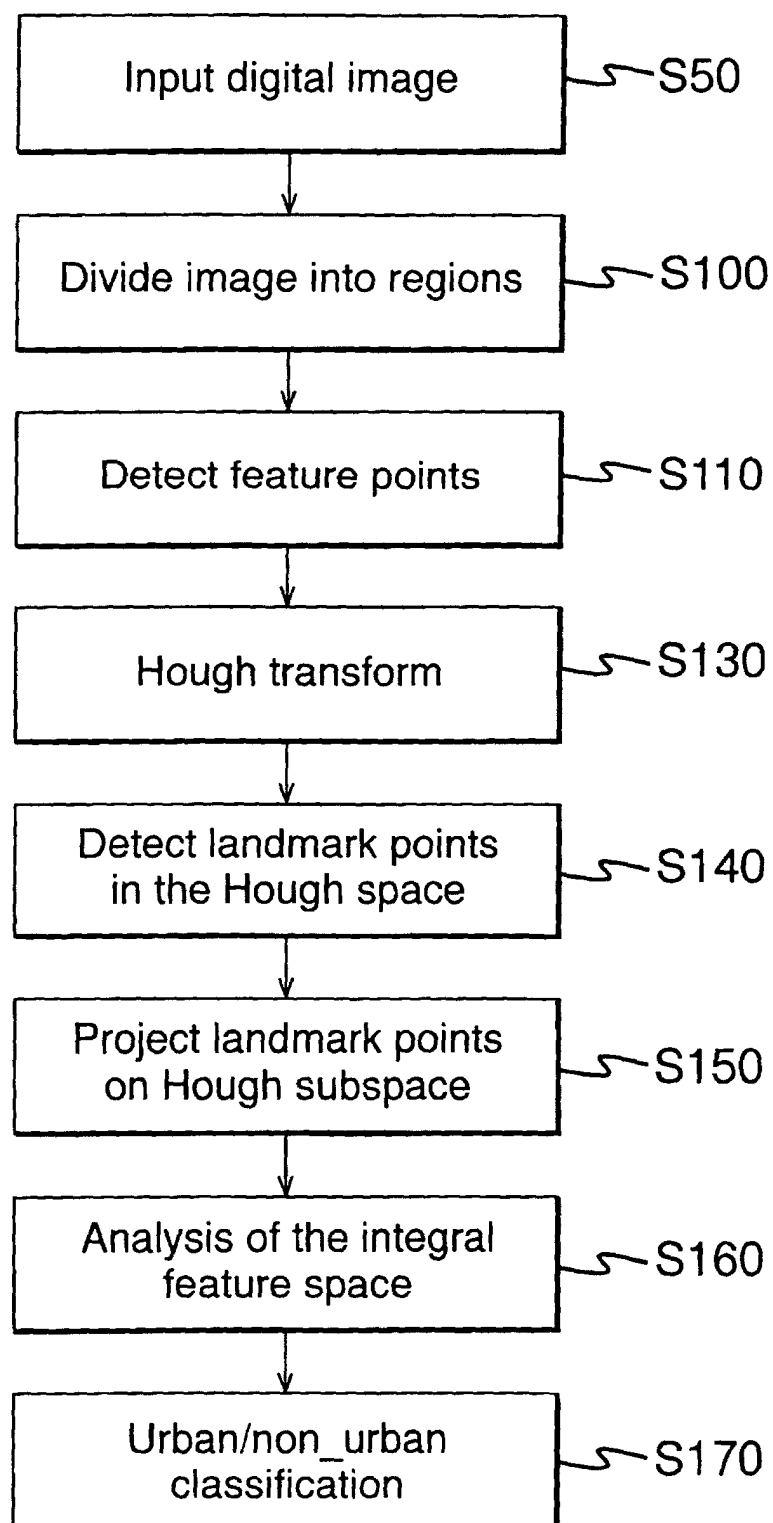 Input digital image
S50
Divide image into regions
S100
Detect feature points
S110
Hough transform
S130
Detect landmark points
in the Hough space
S140
Project landmark points
on Hough subspace
S150
Analysis of the integral
feature space
S160
Urban/non_urban
classification
S170